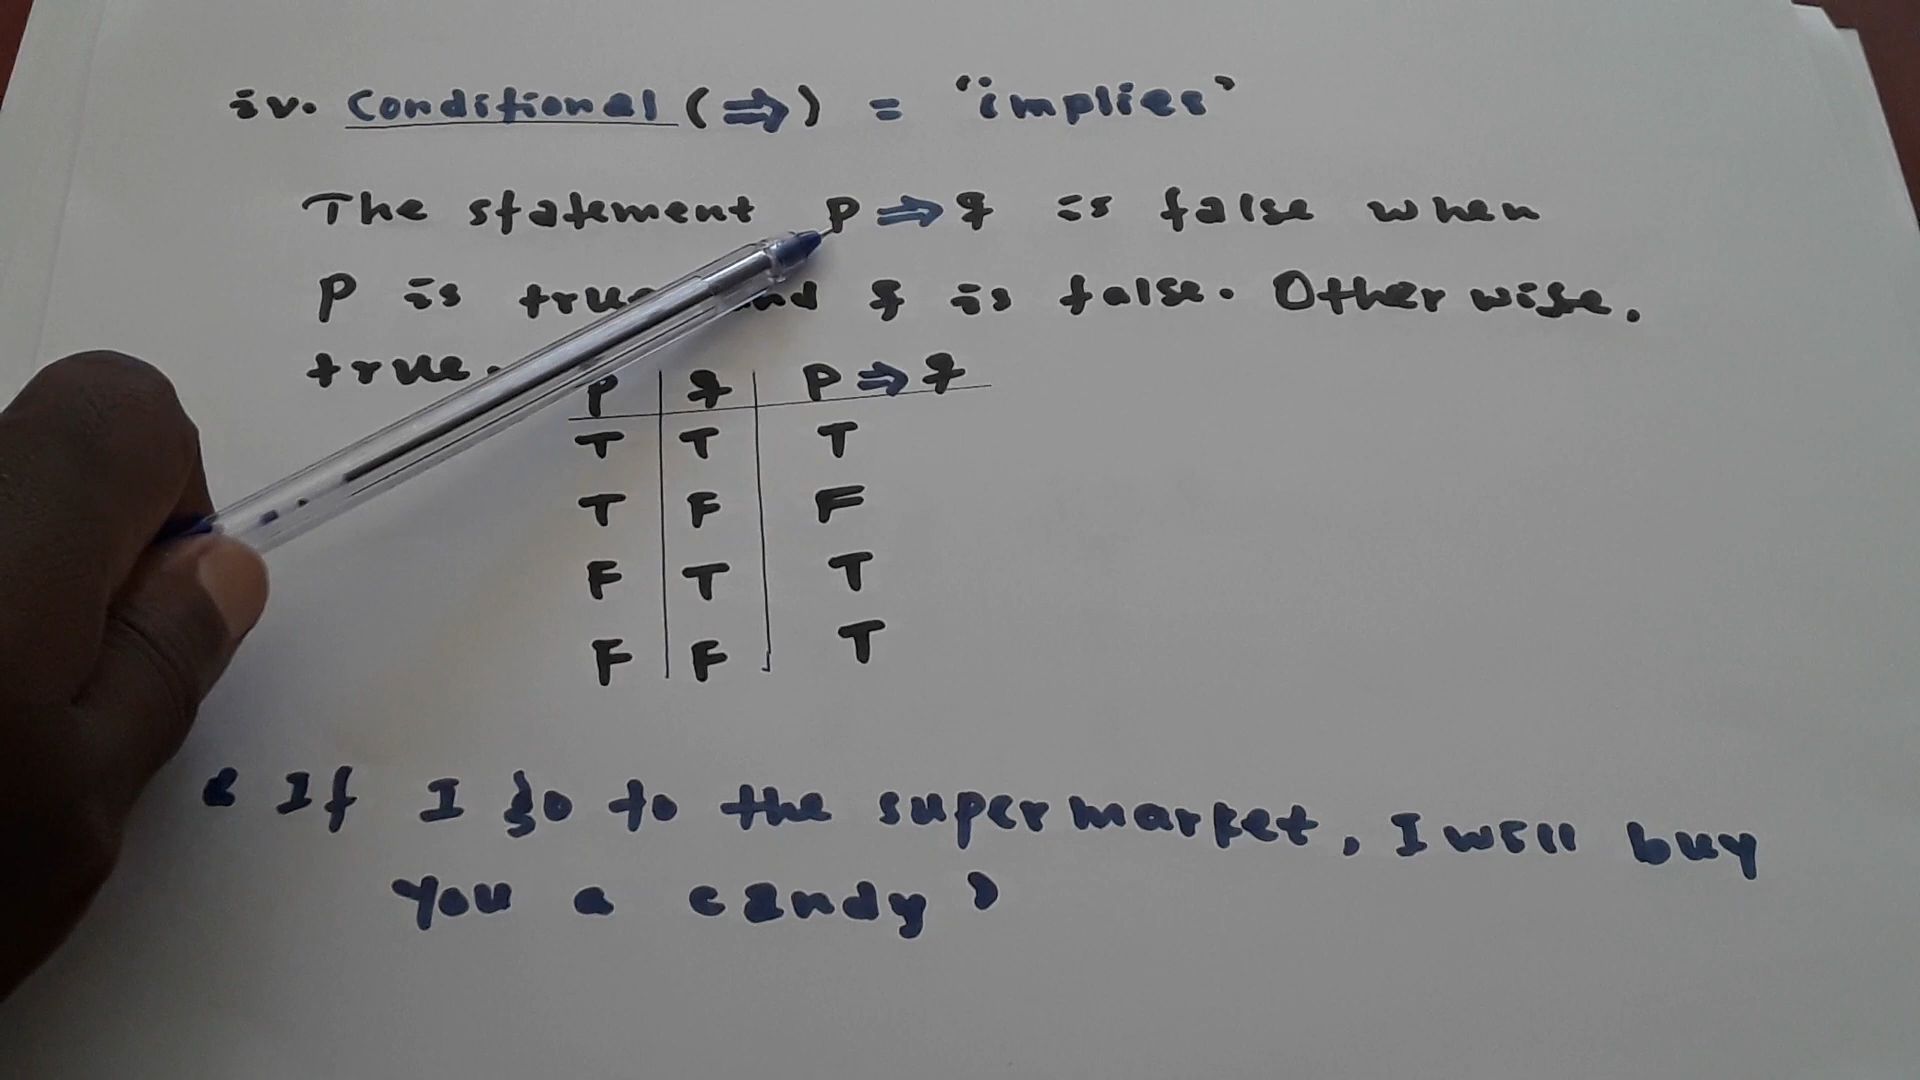 iv. Conditional (⇒) = "implies"
The statement p ⇒ q is false when
p is true and q is false. Otherwise,
true.
p q p ⇒ q
T T T
T F F
F T T
F F T
"If I go to the supermarket, I will buy
you a candy"